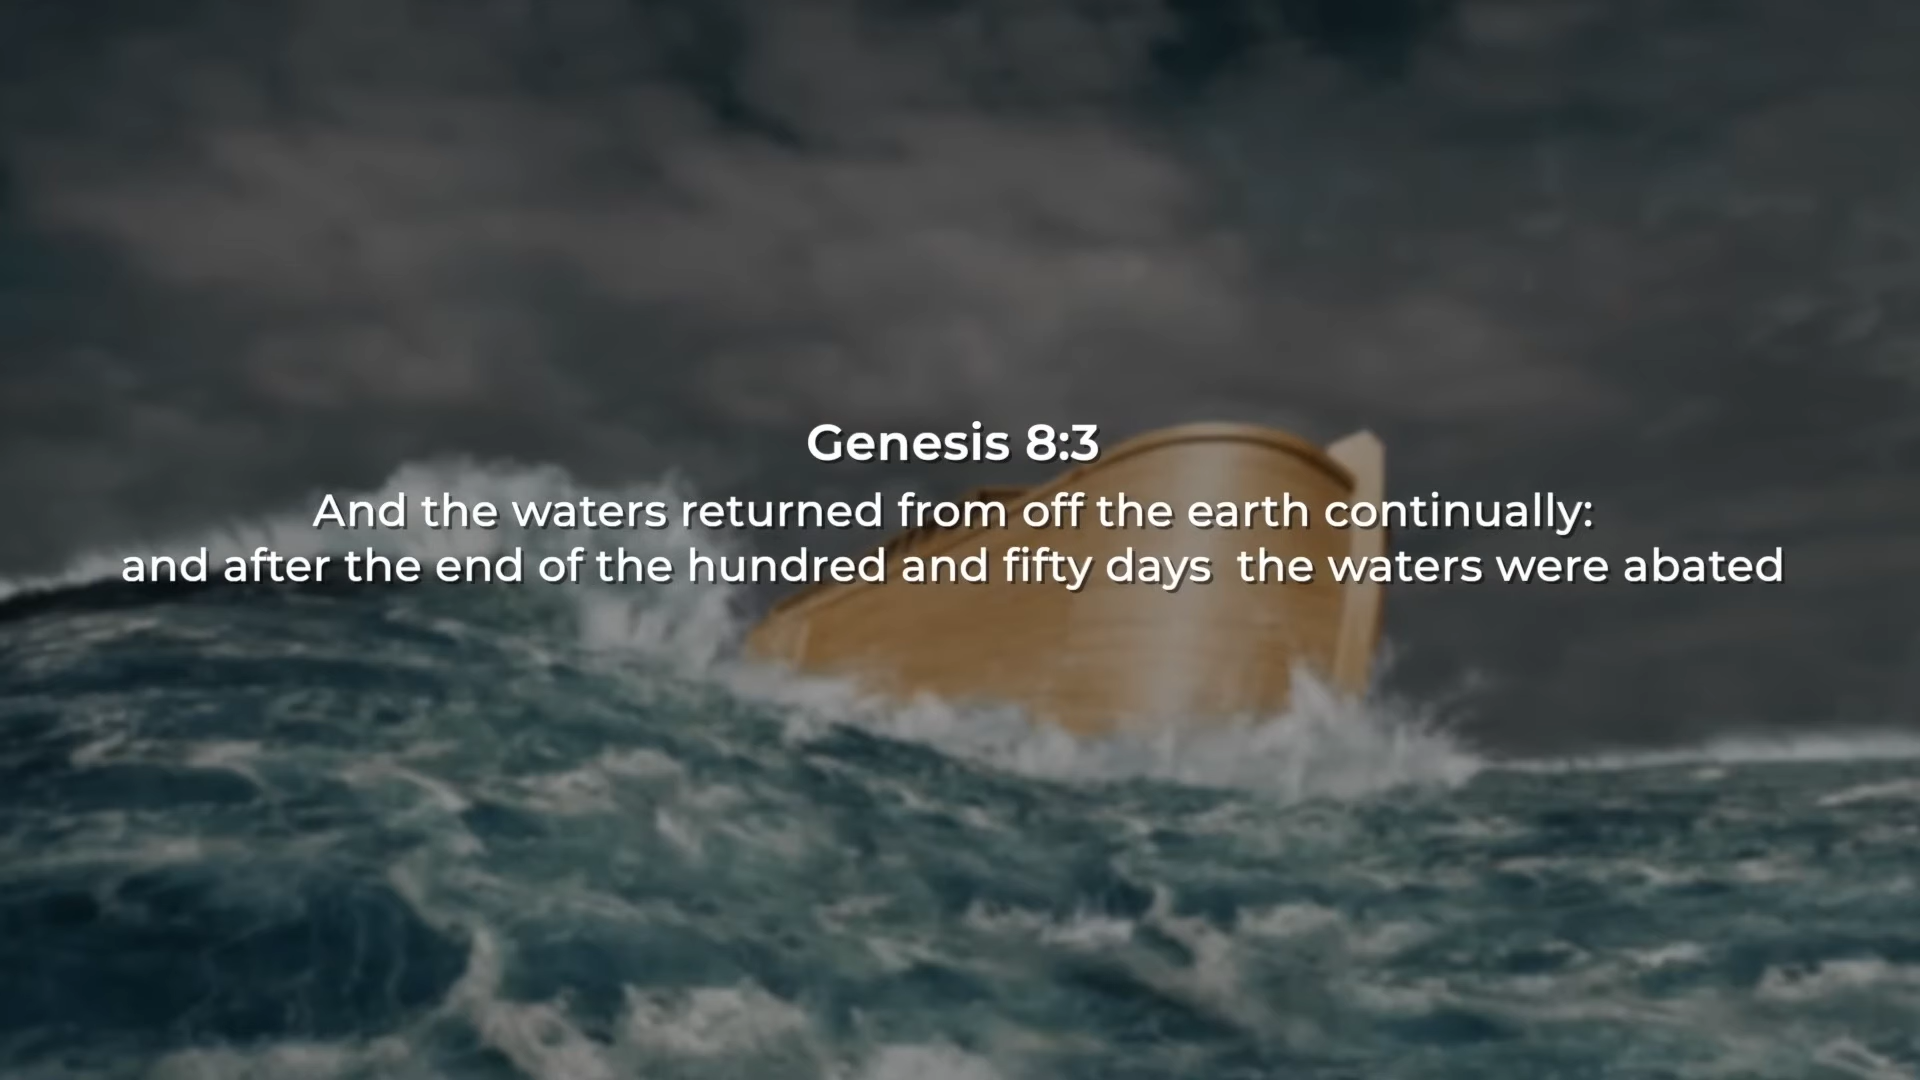 Genesis 8:3
And the waters returned from off the earth continually:
and after the end of the hundred and fifty days  the waters were abated